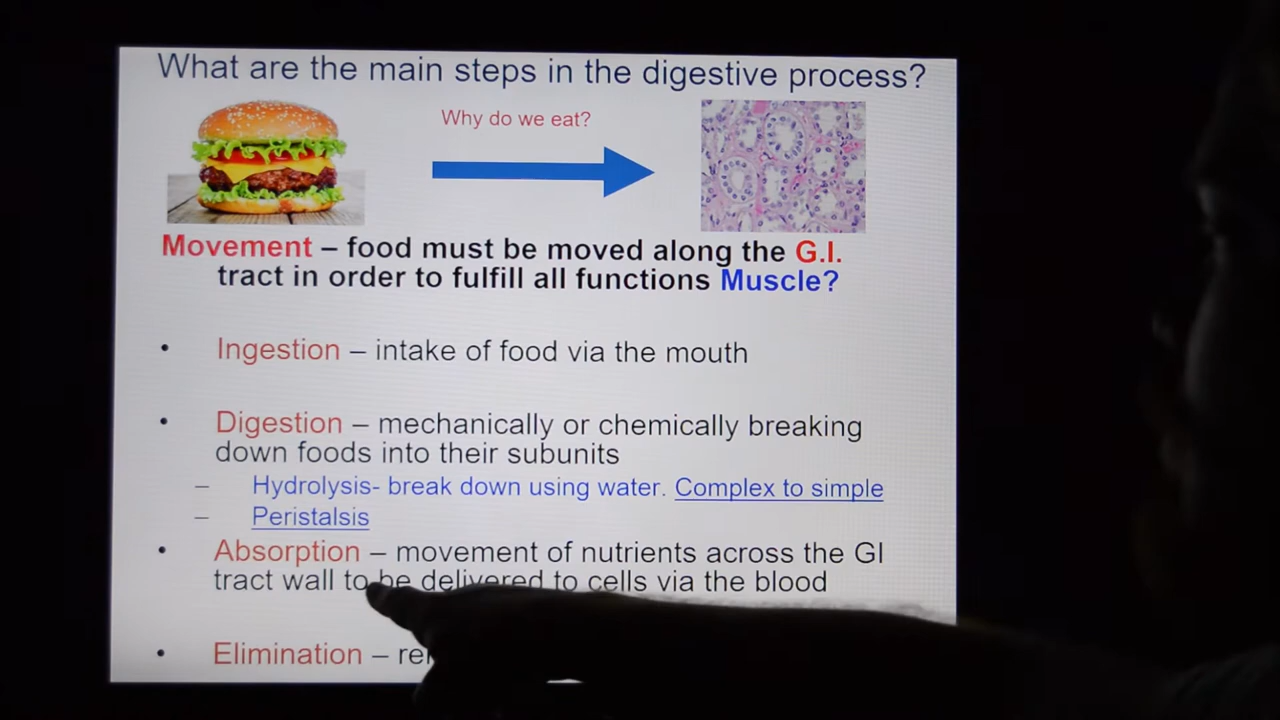 What are the main steps in the digestive process?
Why do we eat?
Movement – food must be moved along the G.I.
tract in order to fulfill all functions Muscle?
• Ingestion – intake of food via the mouth
• Digestion – mechanically or chemically breaking
down foods into their subunits
– Hydrolysis- break down using water. Complex to simple
– Peristalsis
• Absorption – movement of nutrients across the GI
tract wall to be delivered to cells via the blood
• Elimination –